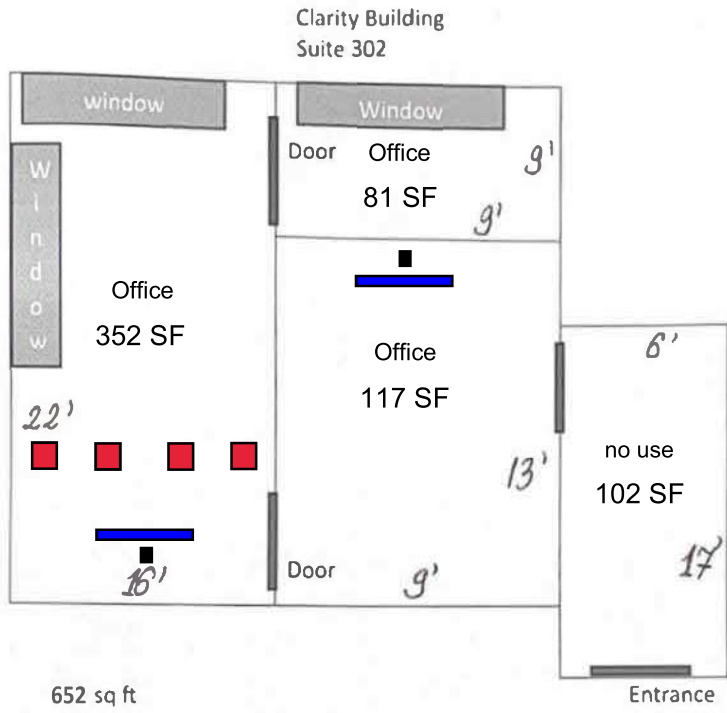 Clarity Building
Suite 302
window
Window
Door
Office
81 SF
9'
9'
Window
Office
352 SF
Office
117 SF
6'
22'
13'
no use
102 SF
17'
16'
Door
9'
652 sq ft
Entrance